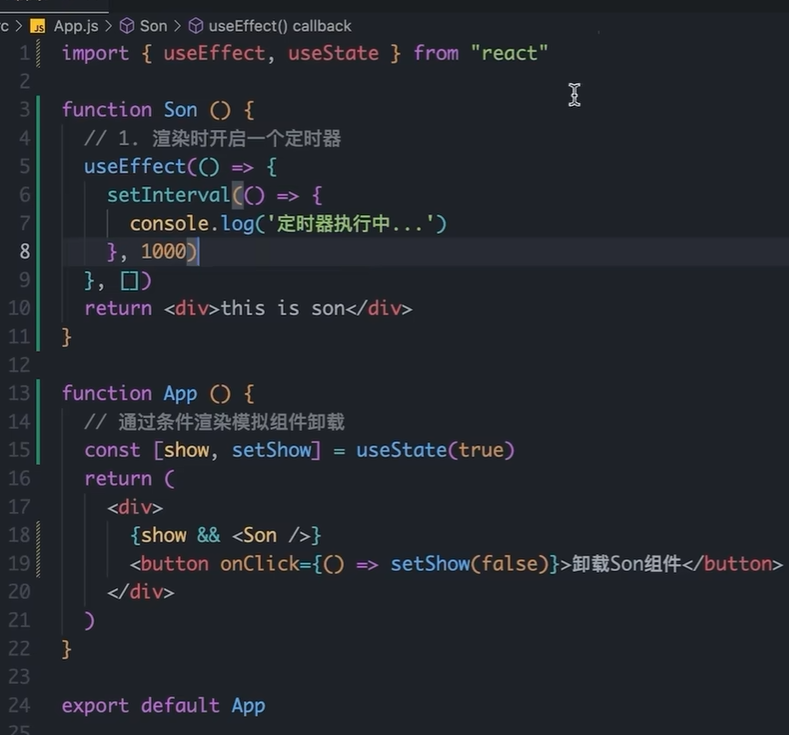 rc > JS App.js > Son > useEffect() callback
1 import { useEffect, useState } from "react"
2
3 function Son () {
4 // 1. 渲染时开启一个定时器
5 useEffect(() => {
6 setInterval(() => {
7 console.log('定时器执行中...')
8 }, 1000)
9 }, [])
10 return <div>this is son</div>
11 }
12
13 function App () {
14 // 通过条件渲染模拟组件卸载
15 const [show, setShow] = useState(true)
16 return (
17 <div>
18 {show && <Son />}
19 <button onClick={() => setShow(false)}>卸载Son组件</button>
20 </div>
21 )
22 }
23
24 export default App
25